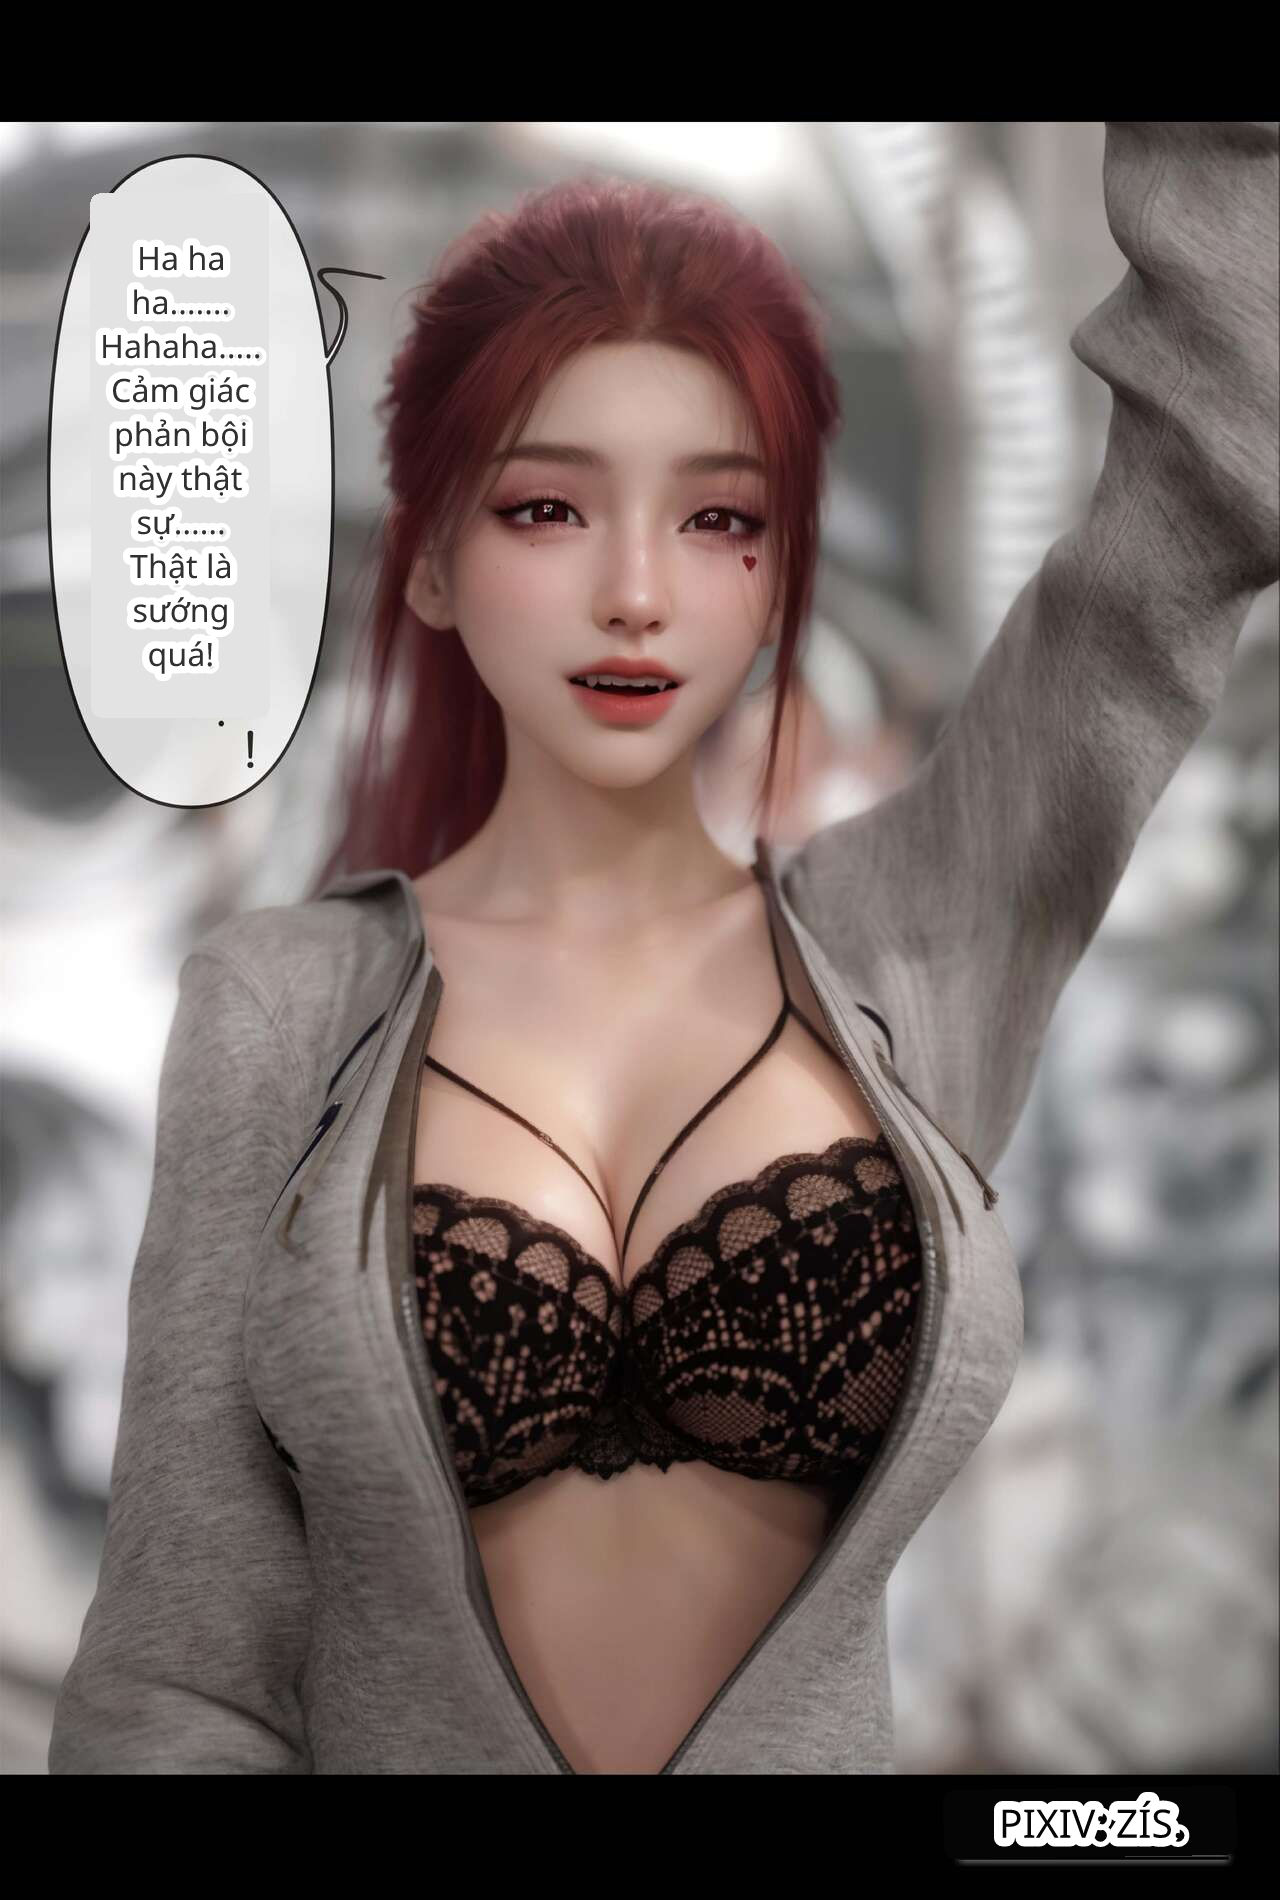 Ha ha
ha.......
Hahaha.....
Cảm giác
phản bội
này thật
sự......
Thật là
sướng
quá!
!
PIXIV:ZÍS,